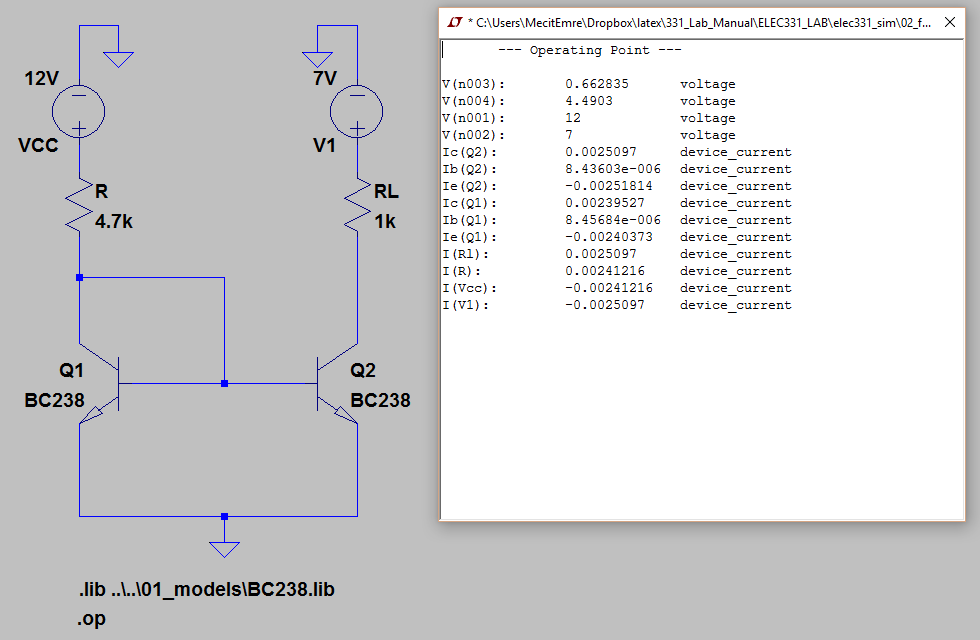 12V
VCC
R
4.7k
7V
V1
RL
1k
Q1
BC238
Q2
BC238
.lib ..\..\01_models\BC238.lib
.op
* C:\Users\MecitEmre\Dropbox\latex\331_Lab_Manual\ELEC331_LAB\elec331_sim\02_f...
--- Operating Point ---
V(n003): 0.662835 voltage
V(n004): 4.4903 voltage
V(n001): 12 voltage
V(n002): 7 voltage
Ic(Q2): 0.0025097 device_current
Ib(Q2): 8.43603e-006 device_current
Ie(Q2): -0.00251814 device_current
Ic(Q1): 0.00239527 device_current
Ib(Q1): 8.45684e-006 device_current
Ie(Q1): -0.00240373 device_current
I(Rl): 0.0025097 device_current
I(R): 0.00241216 device_current
I(Vcc): -0.00241216 device_current
I(V1): -0.0025097 device_current